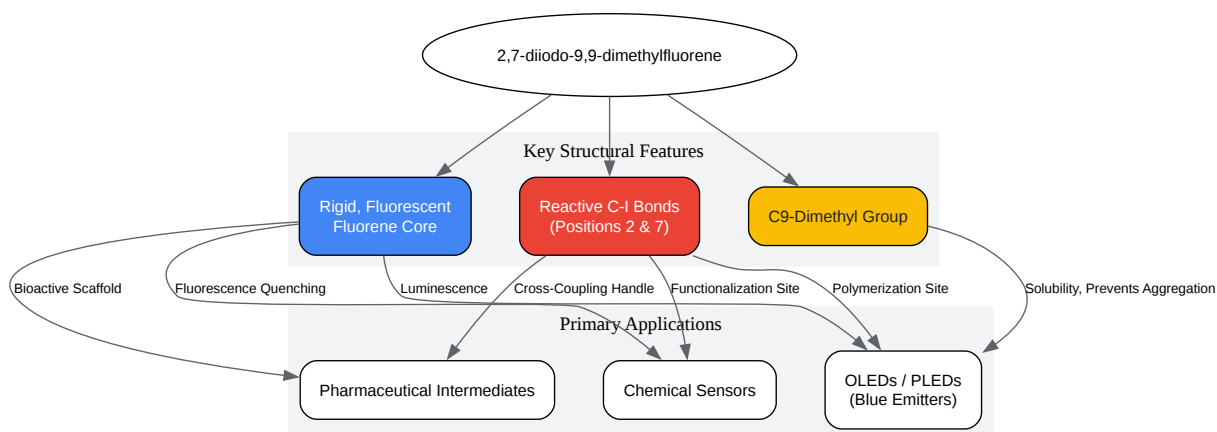 2,7-diiodo-9,9-dimethylfluorene
Key Structural Features
Rigid, Fluorescent
Fluorene Core
Reactive C-I Bonds
(Positions 2 & 7)
C9-Dimethyl Group
Bioactive Scaffold
Fluorescence Quenching
Luminescence
Cross-Coupling Handle
Functionalization Site
Polymerization Site
Solubility, Prevents Aggregation
Primary Applications
Pharmaceutical Intermediates
Chemical Sensors
OLEDs / PLEDs
(Blue Emitters)